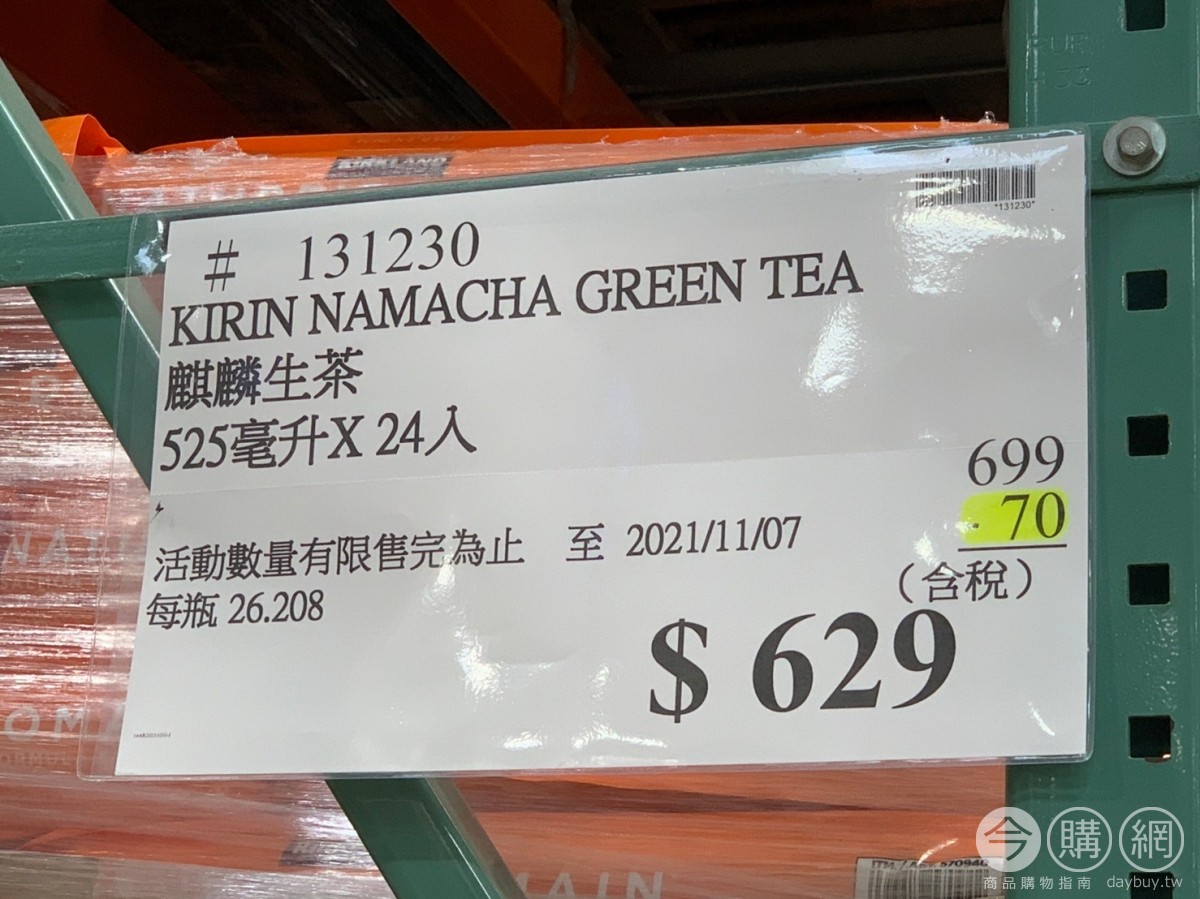 KIRKLAND
# 131230
*131230*
KIRIN NAMACHA GREEN TEA
麒麟生茶
525毫升X 24入
699
- 70
活動數量有限售完為止 至 2021/11/07
(含稅)
每瓶 26.208
$ 629
今購網
商品購物指南 daybuy.tw